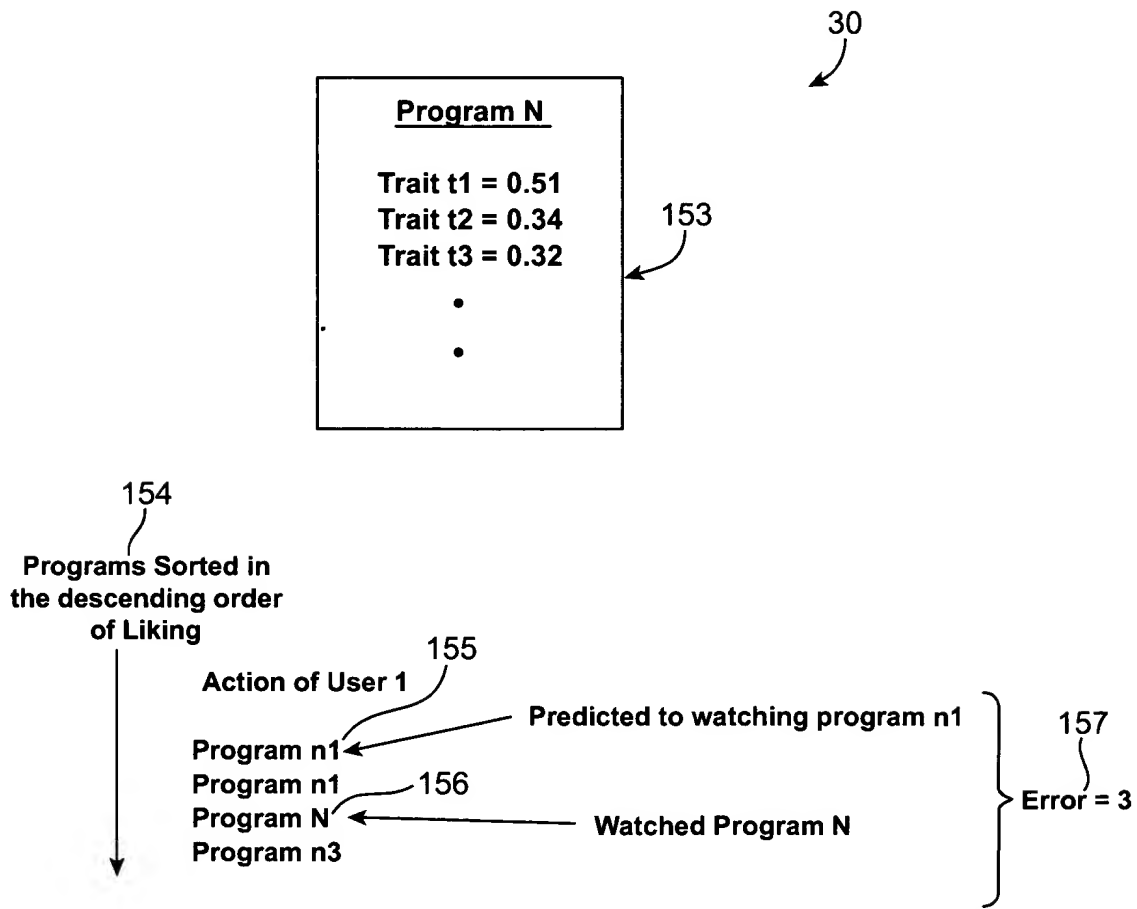 30
Program N
Trait t1 = 0.51
Trait t2 = 0.34
Trait t3 = 0.32
153
154
Programs Sorted in
the descending order
of Liking
155
Action of User 1
Predicted to watching program n1
157
Program n1
Program n1
156
Error = 3
Program N
Watched Program N
Program n3